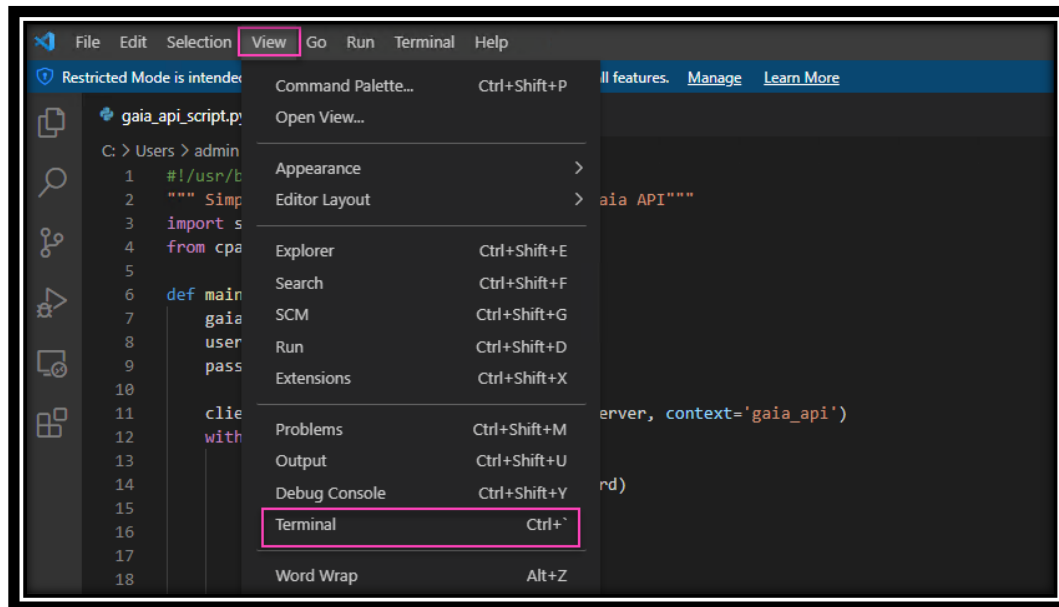 File Edit Selection View Go Run Terminal Help
Restricted Mode is intended ll features. Manage Learn More
gaia_api_script.py
C: > Users > admin
Command Palette... Ctrl+Shift+P
Open View...
Appearance
Editor Layout
Explorer Ctrl+Shift+E
Search Ctrl+Shift+F
SCM Ctrl+Shift+G
Run Ctrl+Shift+D
Extensions Ctrl+Shift+X
Problems Ctrl+Shift+M
Output Ctrl+Shift+U
Debug Console Ctrl+Shift+Y
Terminal Ctrl+`
Word Wrap Alt+Z
1 #!/usr/b
2 """ Simp aia API"""
3 import s
4 from cpa
5
6 def main
7 gaia
8 user
9 pass
10
11 clie erver, context='gaia_api')
12 with
13
14 rd)
15
16
17
18